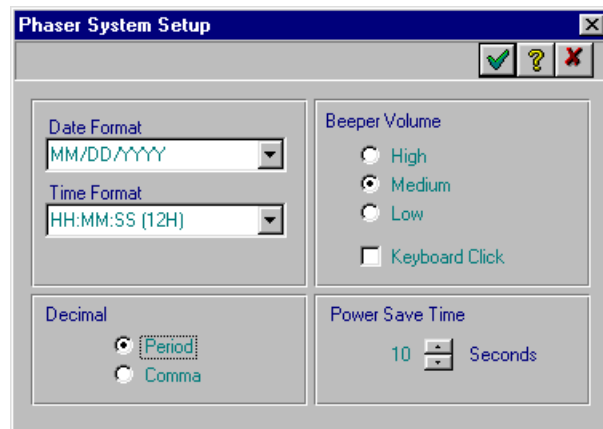 Phaser System Setup
Date Format
MM/DD/YYYY
Time Format
HH:MM:SS (12H)
Beeper Volume
High
Medium
Low
Keyboard Click
Decimal
Period
Comma
Power Save Time
10 Seconds